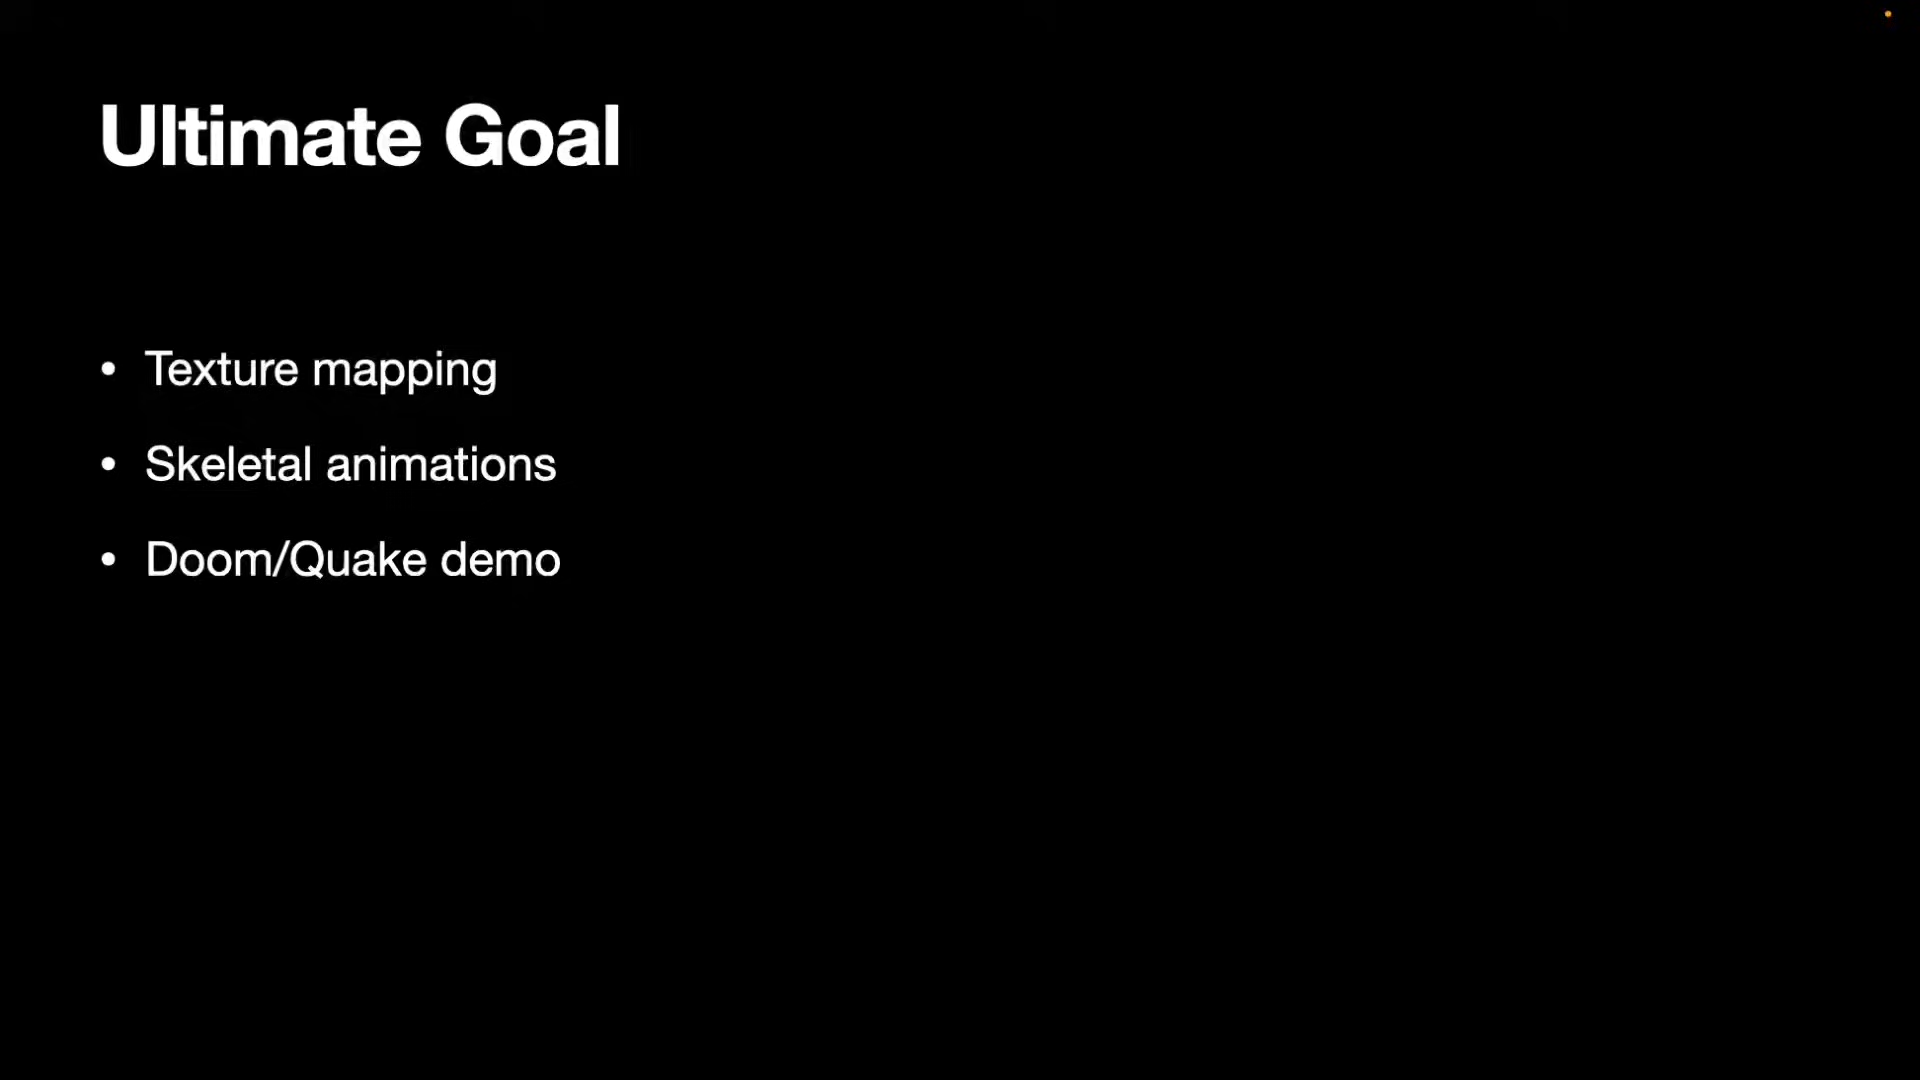 Ultimate Goal
• Texture mapping
• Skeletal animations
• Doom/Quake demo